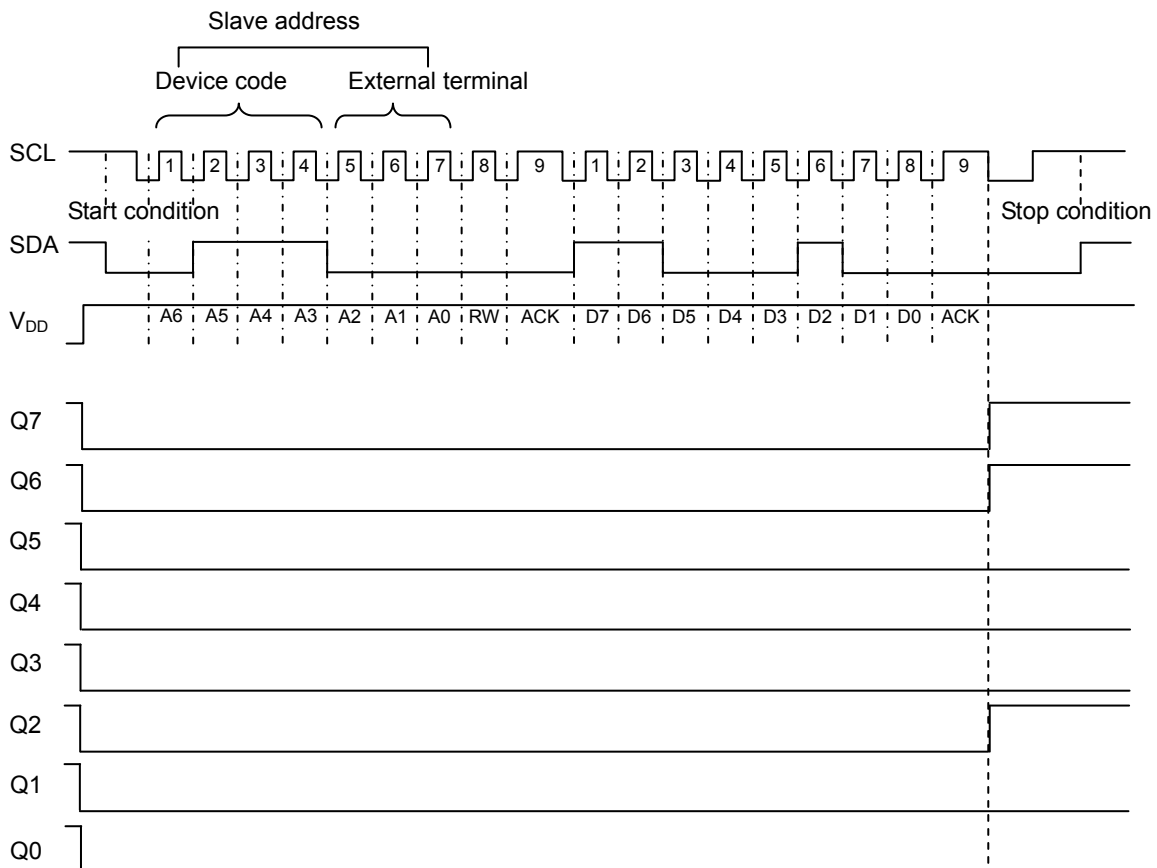 Slave address
Device code External terminal
SCL 1 2 3 4 5 6 7 8 9 1 2 3 4 5 6 7 8 9
Start condition Stop condition
SDA
VDD A6 A5 A4 A3 A2 A1 A0 RW ACK D7 D6 D5 D4 D3 D2 D1 D0 ACK
Q7
Q6
Q5
Q4
Q3
Q2
Q1
Q0